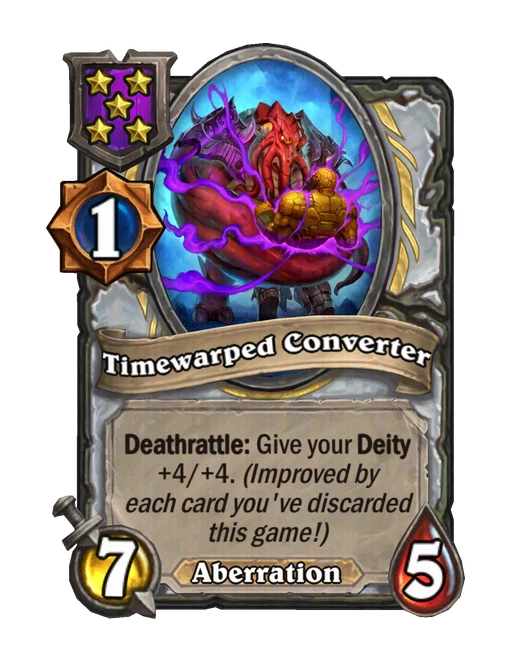 1
Timewarped Converter
Deathrattle: Give your Deity
+4/+4. (Improved by
each card you've discarded
this game!)
7
Aberration
5